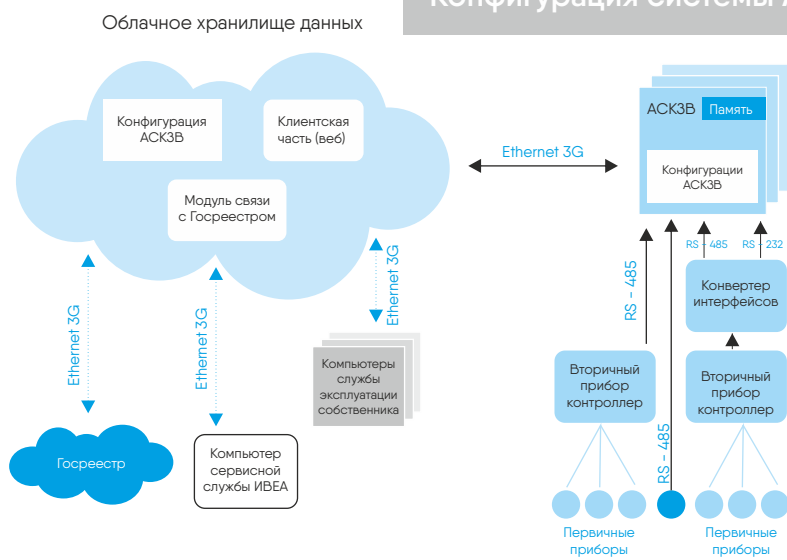 Конфигурация системы
Облачное хранилище данных
Конфигурация
АСКЗВ
Клиентская
часть (веб)
Модуль связи
с Госреестром
Ethernet 3G
АСКЗВ
Память
Конфигурации
АСКЗВ
RS - 485
RS - 232
RS - 485
Конвертер
интерфейсов
Ethernet 3G
Ethernet 3G
Ethernet 3G
Компьютеры
службы
эксплуатации
собственника
Вторичный
прибор
контроллер
Вторичный
прибор
контроллер
RS - 485
Госреестр
Компьютер
сервисной
службы ИВЕА
Первичные
приборы
Первичные
приборы